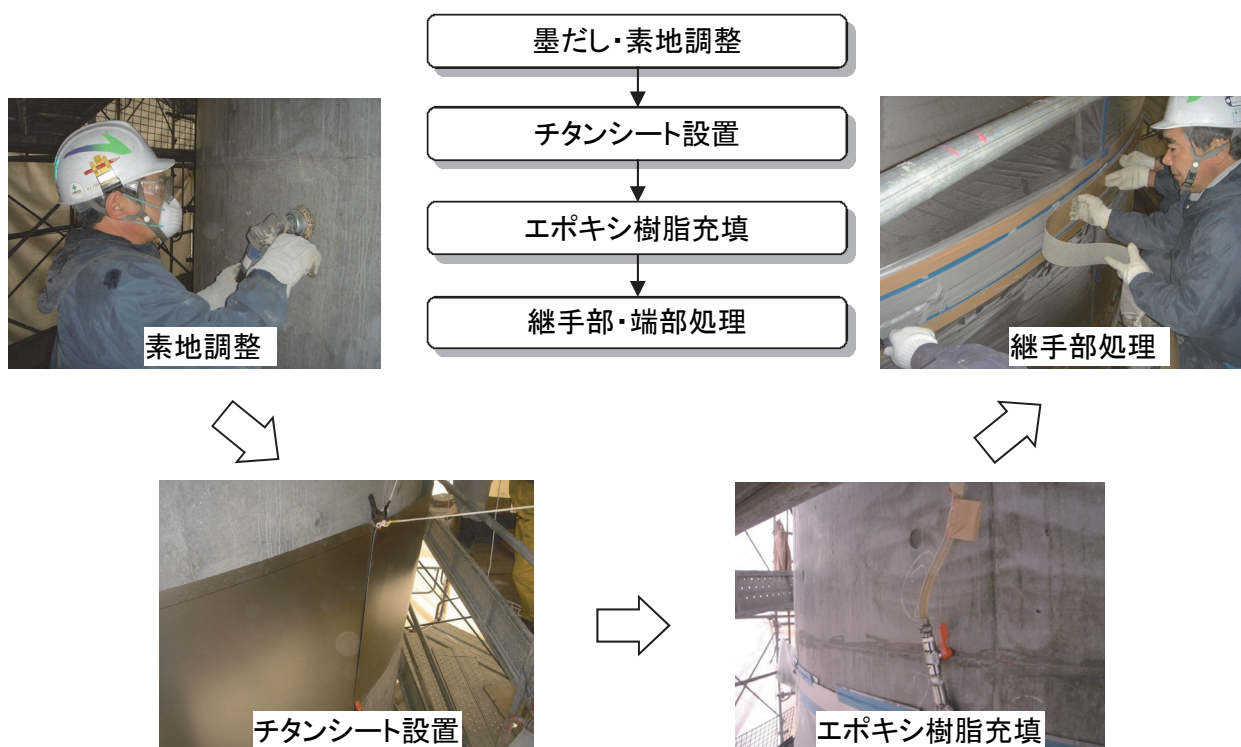 墨だし・素地調整
チタンシート設置
エポキシ樹脂充填
継手部・端部処理
素地調整
継手部処理
チタンシート設置
エポキシ樹脂充填